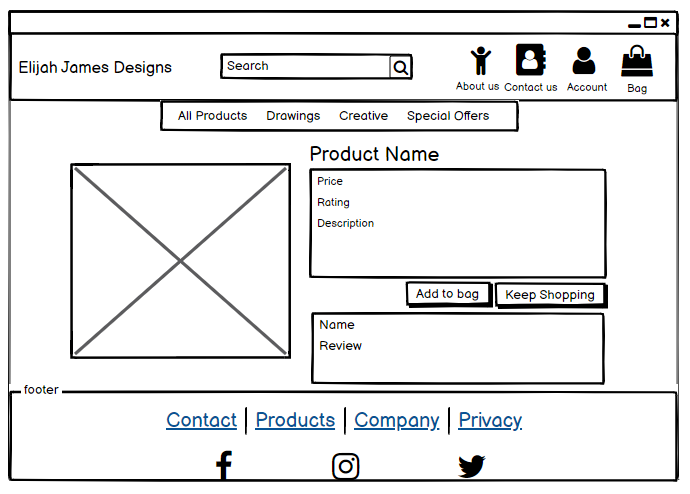 Elijah James Designs
Search
About us
Contact us
Account
Bag
All Products Drawings Creative Special Offers
Product Name
Price
Rating
Description
Add to bag
Keep Shopping
Name
Review
footer
Contact | Products | Company | Privacy